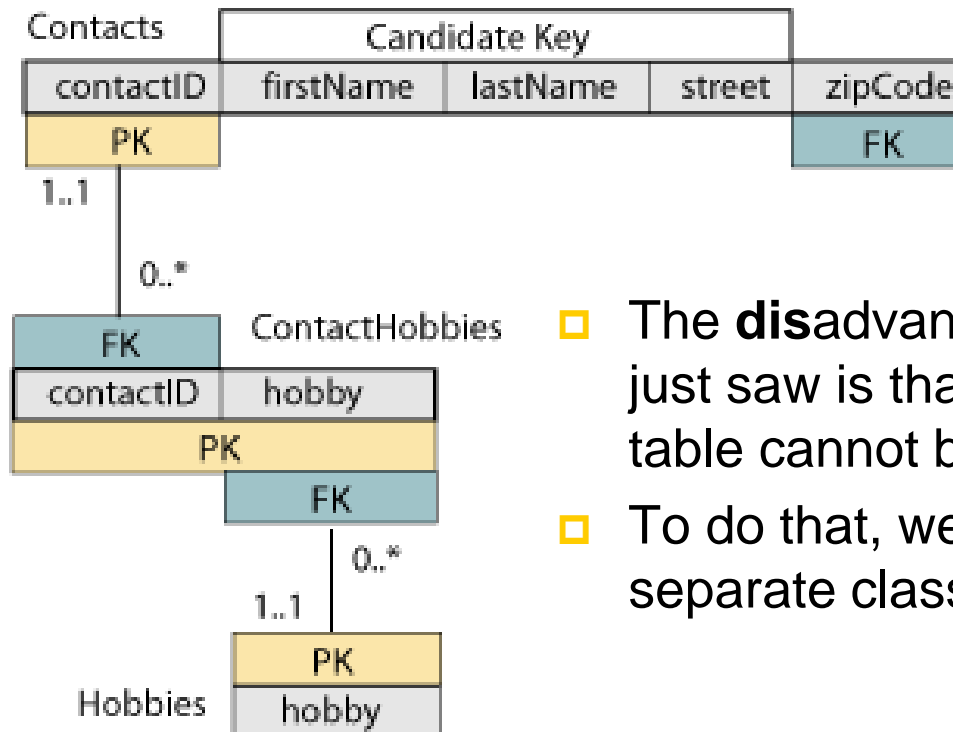 Contacts
Candidate Key
contactID firstName lastName street zipCode
PK FK
1..1
0..*
FK ContactHobbies
contactID hobby
PK
FK
0..*
1..1
PK
Hobbies hobby
The disadvan
just saw is tha
table cannot b
To do that, we
separate clas